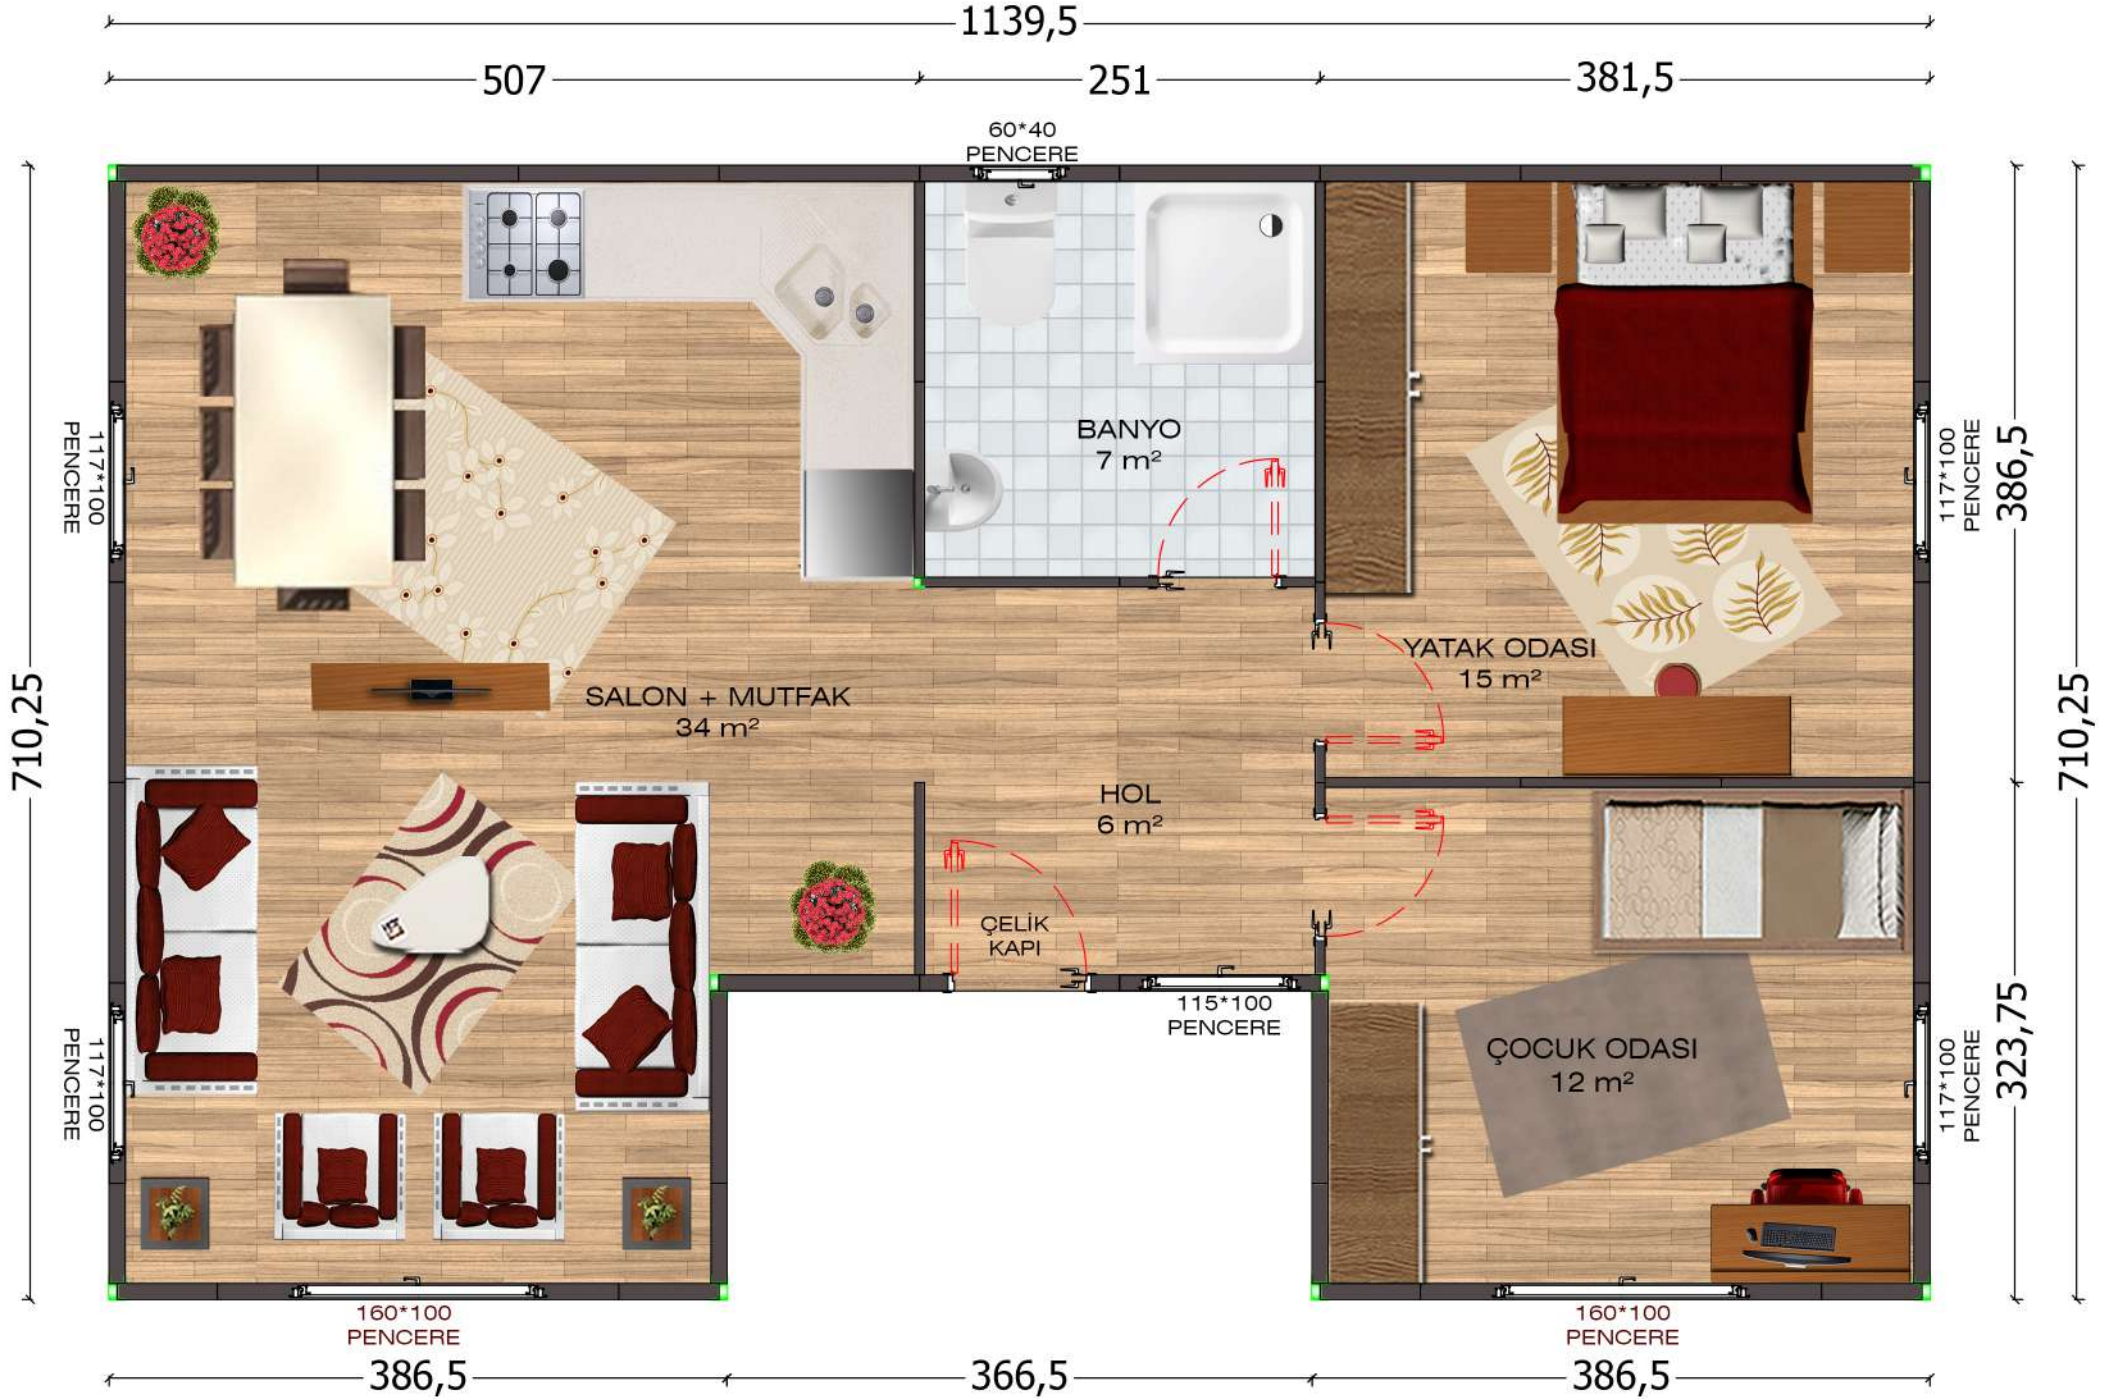 1139,5
507
251
381,5
60*40
PENCERE
117*100
PENCERE
BANYO
7 m²
117*100
PENCERE
386,5
YATAK ODASI
15 m²
SALON + MUTFAK
34 m²
710,25
710,25
HOL
6 m²
ÇELİK
KAPI
115*100
PENCERE
117*100
PENCERE
ÇOCUK ODASI
12 m²
117*100
PENCERE
323,75
160*100
PENCERE
160*100
PENCERE
386,5
366,5
386,5